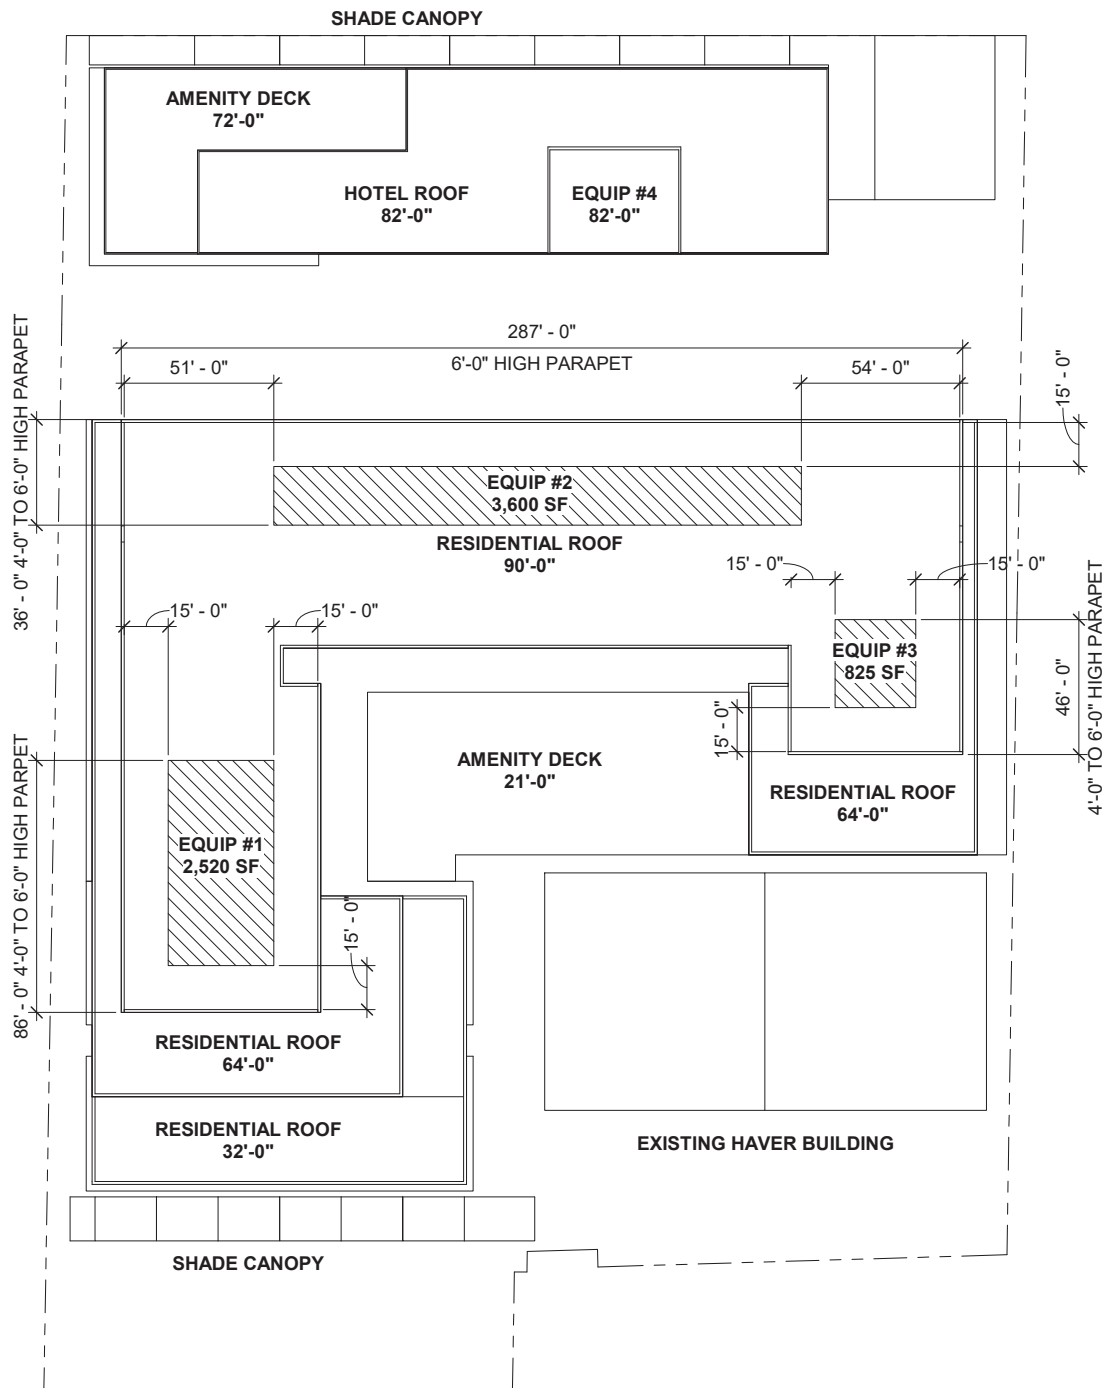 SHADE CANOPY
AMENITY DECK
72'-0"
HOTEL ROOF
82'-0"
EQUIP #4
82'-0"
287' - 0"
6'-0" HIGH PARAPET
51' - 0"
54' - 0"
15' - 0"
36' - 0" 4'-0" TO 6'-0" HIGH PARAPET
EQUIP #2
3,600 SF
RESIDENTIAL ROOF
90'-0"
15' - 0"
15' - 0"
15' - 0"
15' - 0"
EQUIP #3
825 SF
46' - 0"
4'-0" TO 6'-0" HIGH PARAPET
15' - 0"
AMENITY DECK
21'-0"
RESIDENTIAL ROOF
64'-0"
86' - 0" 4'-0" TO 6'-0" HIGH PARPET
EQUIP #1
2,520 SF
15' - 0"
RESIDENTIAL ROOF
64'-0"
RESIDENTIAL ROOF
32'-0"
EXISTING HAVER BUILDING
SHADE CANOPY